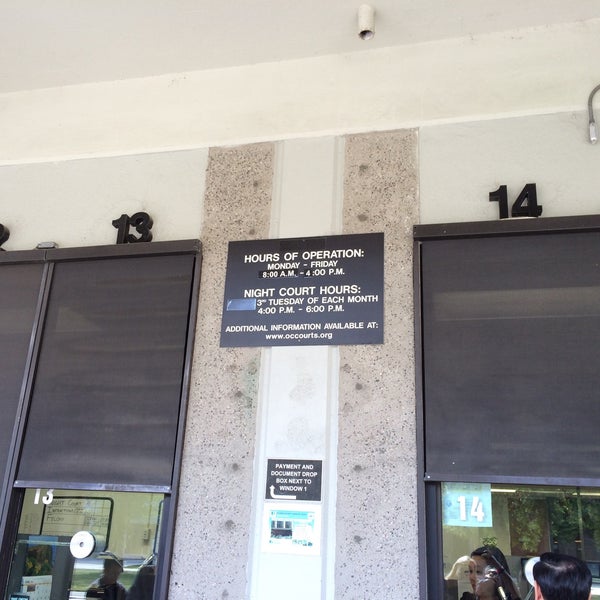 13
14
HOURS OF OPERATION:
MONDAY - FRIDAY
8:00 A.M. - 4:00 P.M.
NIGHT COURT HOURS:
3RD TUESDAY OF EACH MONTH
4:00 P.M. - 6:00 P.M.
ADDITIONAL INFORMATION AVAILABLE AT:
www.occourts.org
PAYMENT AND
DOCUMENT DROP
BOX NEXT TO
WINDOW 1
13
14